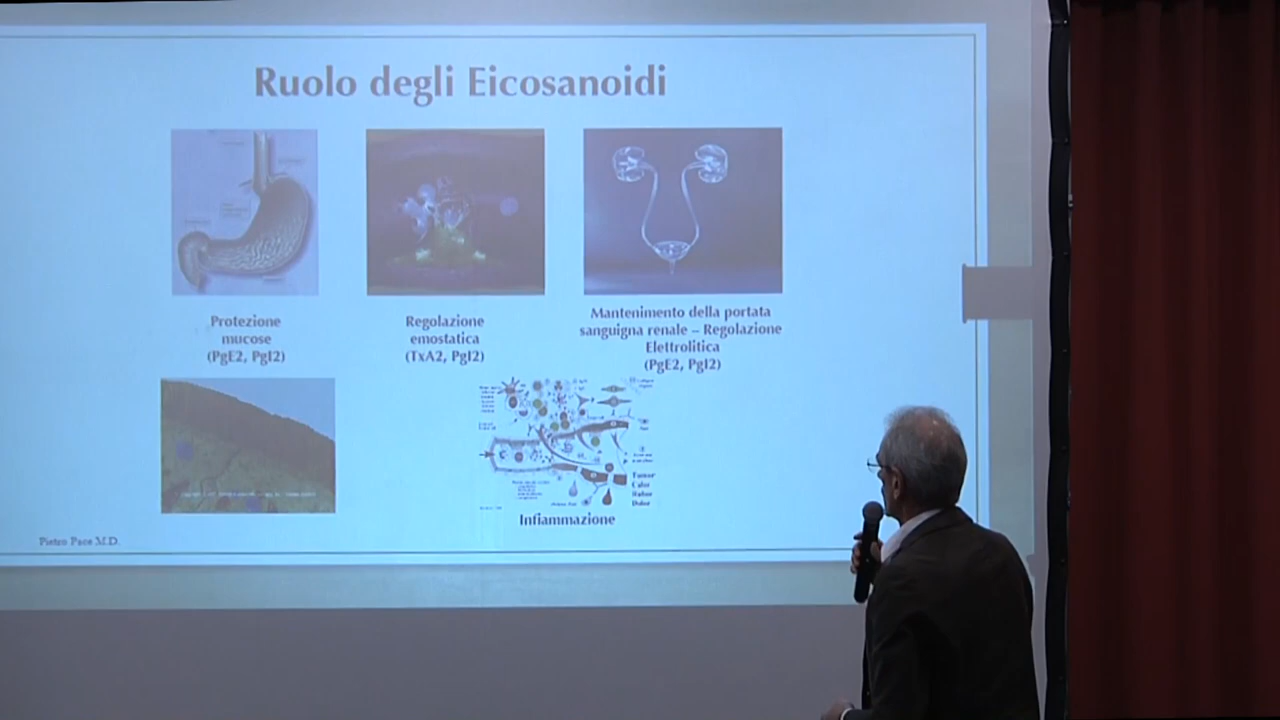 Ruolo degli Eicosanoidi
Protezione
mucose
(PgE2, PgI2)
Regolazione
emostatica
(TxA2, PgI2)
Mantenimento della portata
sanguigna renale – Regolazione
Elettrolitica
(PgE2, PgI2)
Tumor
Calor
Rubor
Dolor
Infiammazione
Pietro Pace M.D.